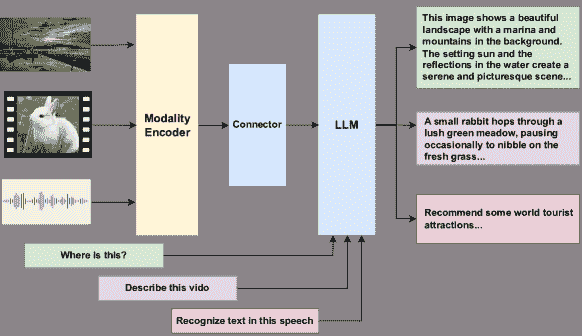 Modality
Encoder
Connector
LLM
This image shows a beautiful
landscape with a marina and
mountains in the background.
The setting sun and the
reflections in the water create a
serene and picturesque scene...
A small rabbit hops through a
lush green meadow, pausing
occasionally to nibble on the
fresh grass...
Recommend some world tourist
attractions...
Where is this?
Describe this vido
Recognize text in this speech